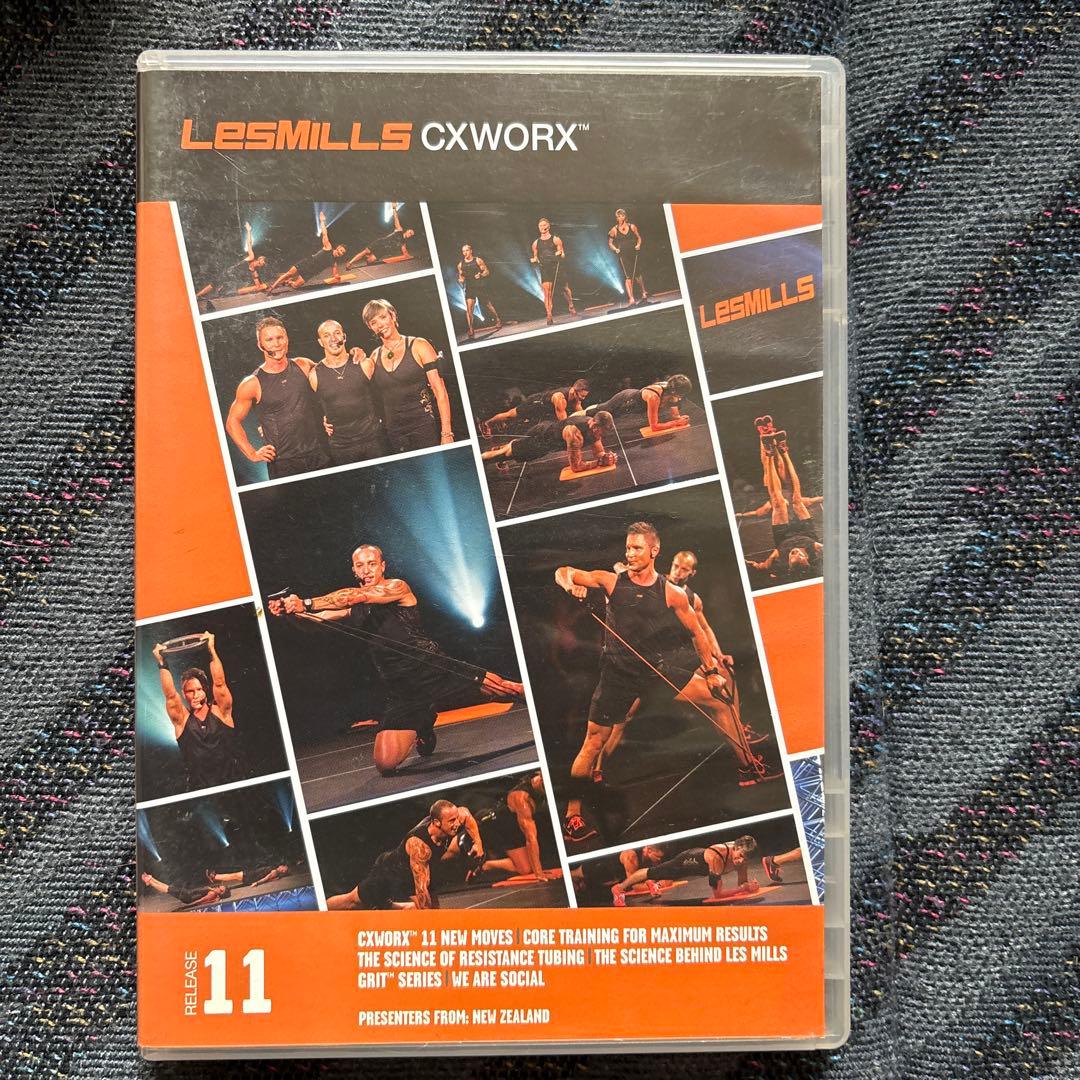 LESMILLS CXWORX™
LESMILLS
RELEASE 11
CXWORX™ 11 NEW MOVES | CORE TRAINING FOR MAXIMUM RESULTS
THE SCIENCE OF RESISTANCE TUBING | THE SCIENCE BEHIND LES MILLS
GRIT™ SERIES | WE ARE SOCIAL
PRESENTERS FROM: NEW ZEALAND